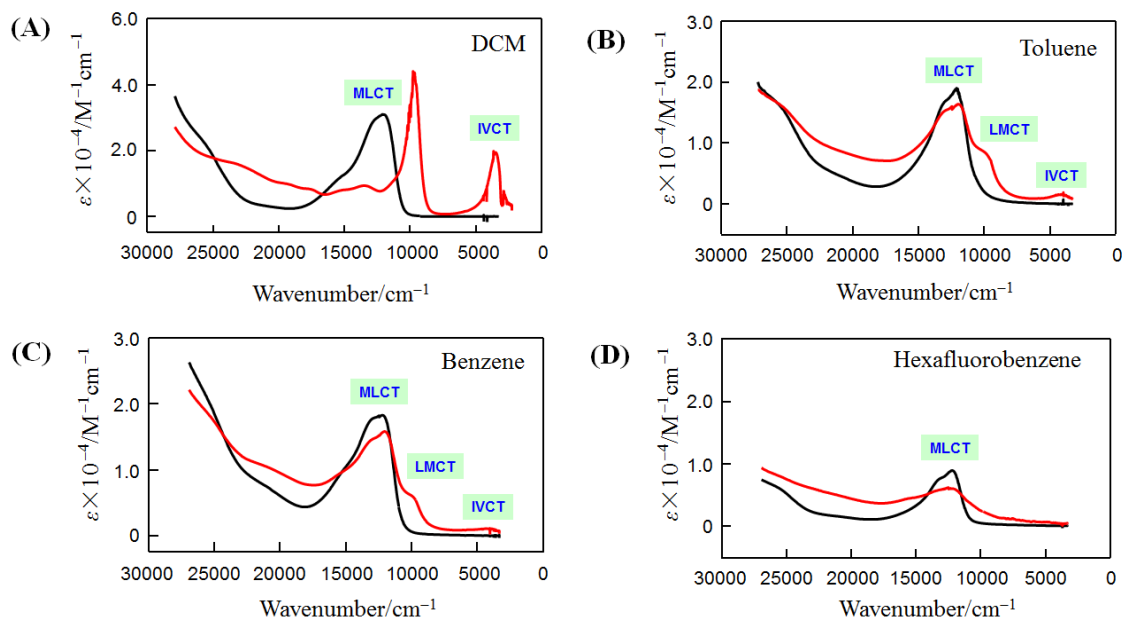 (A)
DCM
MLCT
IVCT
ε×10⁻⁴/M⁻¹cm⁻¹
6.0
4.0
2.0
0
30000 25000 20000 15000 10000 5000 0
Wavenumber/cm⁻¹
(B)
Toluene
MLCT
LMCT
IVCT
ε×10⁻⁴/M⁻¹cm⁻¹
3.0
2.0
1.0
0
30000 25000 20000 15000 10000 5000 0
Wavenumber/cm⁻¹
(C)
Benzene
MLCT
LMCT
IVCT
ε×10⁻⁴/M⁻¹cm⁻¹
3.0
2.0
1.0
0
30000 25000 20000 15000 10000 5000 0
Wavenumber/cm⁻¹
(D)
Hexafluorobenzene
MLCT
ε×10⁻⁴/M⁻¹cm⁻¹
3.0
2.0
1.0
0
30000 25000 20000 15000 10000 5000 0
Wavenumber/cm⁻¹